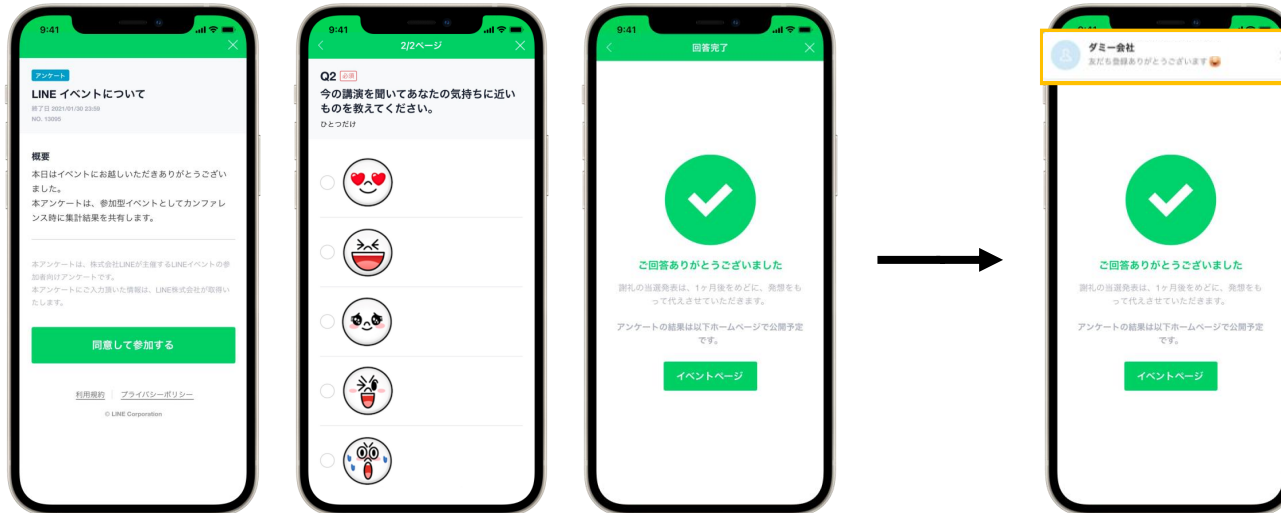 9:41
アンケート
LINE イベントについて
終了日 2021/01/30 23:59
NO. 13095
概要
本日はイベントにお越しいただきありがとうござい
ました。
本アンケートは、参加型イベントとしてカンファレ
ンス時に集計結果を共有します。
本アンケートは、株式会社LINEが主催するLINEイベントの参
加者向けアンケートです。
本アンケートにご入力頂いた情報は、LINE株式会社が取得い
たします。
同意して参加する
利用規約
プライバシーポリシー
© LINE Corporation
9:41
2/2ページ
Q2 必須
今の講演を聞いてあなたの気持ちに近い
ものを教えてください。
ひとつだけ
9:41
回答完了
ご回答ありがとうございました
謝礼の当選発表は、1ヶ月後をめどに、発想をも
って代えさせていただきます。
アンケートの結果は以下ホームページで公開予定
です。
イベントページ
ダミー会社
友だち登録ありがとうございます
ご回答ありがとうございました
謝礼の当選発表は、1ヶ月後をめどに、発想をも
って代えさせていただきます。
アンケートの結果は以下ホームページで公開予定
です。
イベントページ